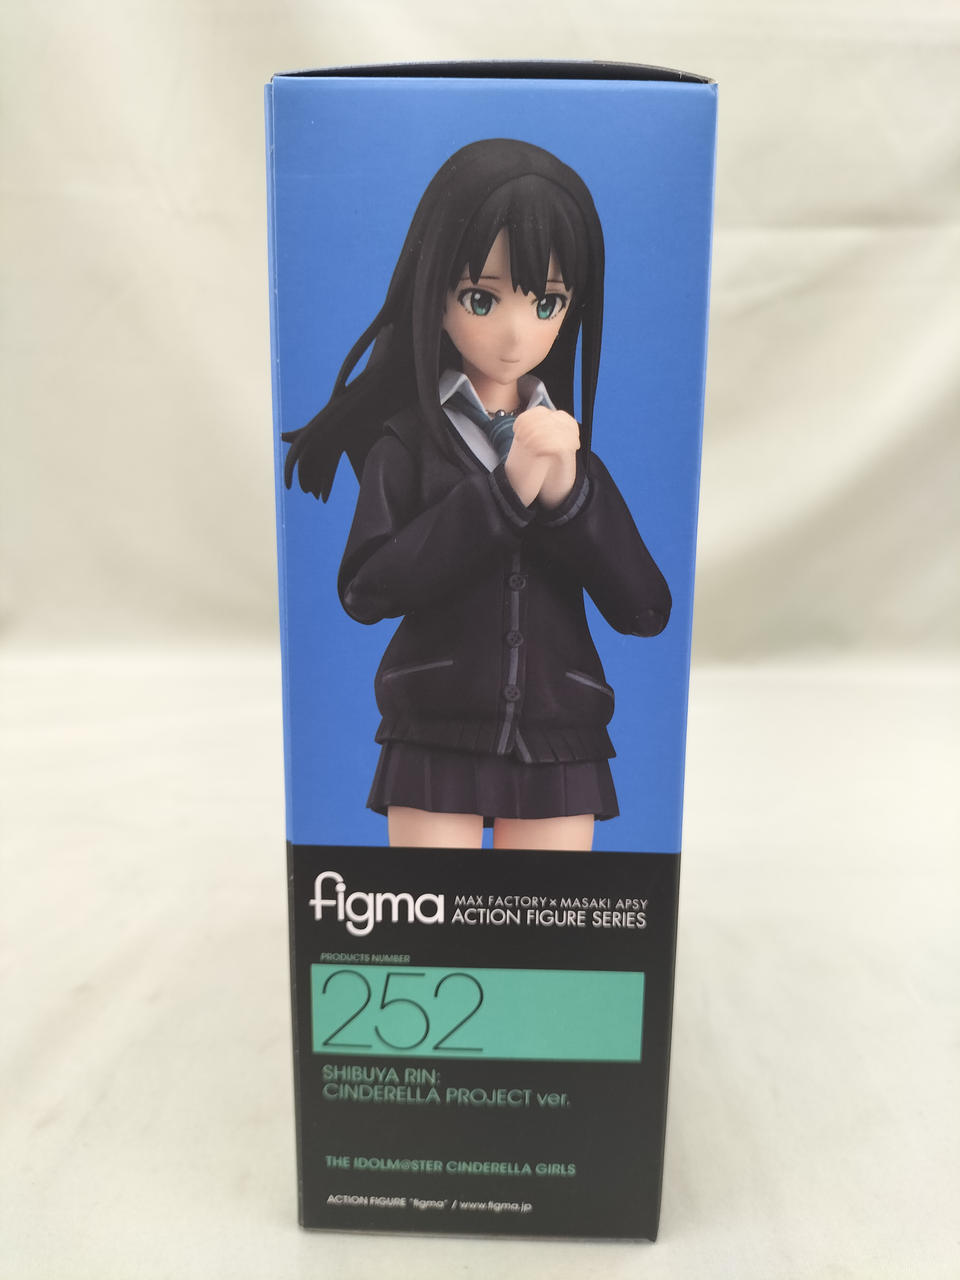 figma
MAX FACTORY × MASAKI APSY
ACTION FIGURE SERIES
PRODUCTS NUMBER
252
SHIBUYA RIN:
CINDERELLA PROJECT ver.
THE IDOLM@STER CINDERELLA GIRLS
ACTION FIGURE "figma" / www.figma.jp